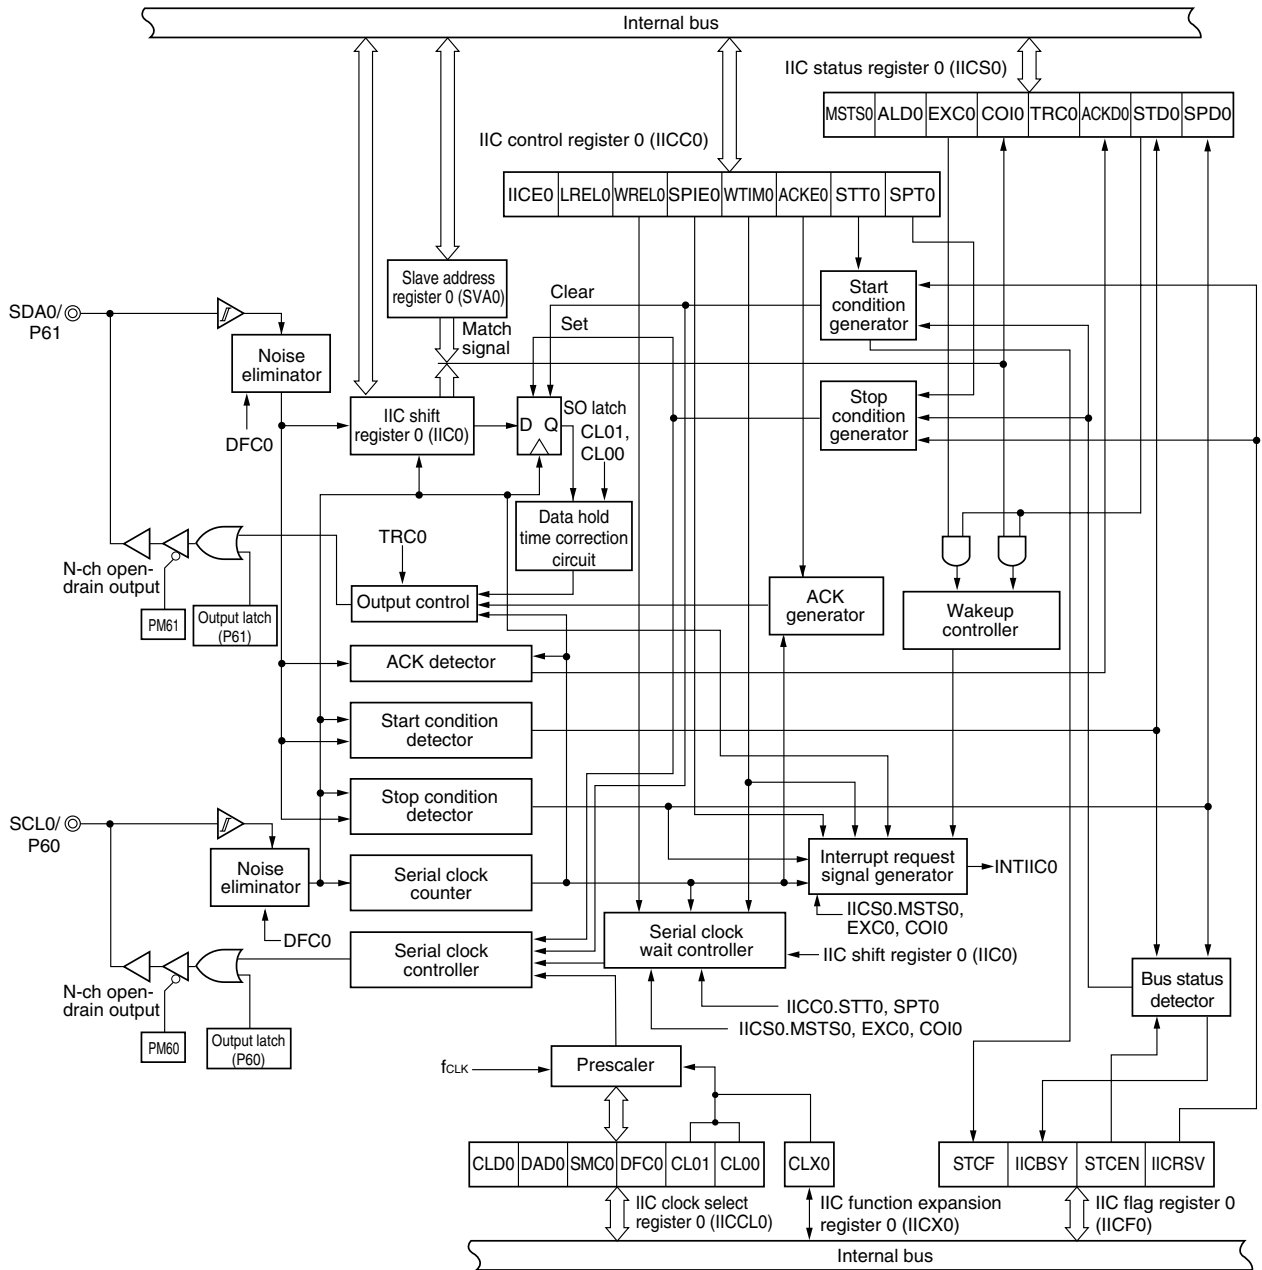 Internal bus
IIC status register 0 (IICS0)
MSTS0 ALD0 EXC0 COI0 TRC0 ACKD0 STD0 SPD0
IIC control register 0 (IICC0)
IICE0 LREL0 WREL0 SPIE0 WTIM0 ACKE0 STT0 SPT0
Slave address
register 0 (SVA0)
Clear
Set
Match
signal
Start
condition
generator
SDA0/
P61
Noise
eliminator
DFC0
IIC shift
register 0 (IIC0)
D Q
SO latch
CL01,
CL00
Stop
condition
generator
Data hold
time correction
circuit
TRC0
N-ch open-
drain output
PM61
Output latch
(P61)
Output control
ACK
generator
Wakeup
controller
ACK detector
Start condition
detector
Stop condition
detector
SCL0/
P60
Noise
eliminator
DFC0
Serial clock
counter
Interrupt request
signal generator
INTIIC0
IICS0.MSTS0,
EXC0, COI0
Serial clock
wait controller
IIC shift register 0 (IIC0)
Serial clock
controller
N-ch open-
drain output
PM60
Output latch
(P60)
IICC0.STT0, SPT0
IICS0.MSTS0, EXC0, COI0
Bus status
detector
fCLK
Prescaler
CLD0 DAD0 SMC0 DFC0 CL01 CL00
CLX0
STCF IICBSY STCEN IICRSV
IIC clock select
register 0 (IICCL0)
IIC function expansion
register 0 (IICX0)
IIC flag register 0
(IICF0)
Internal bus